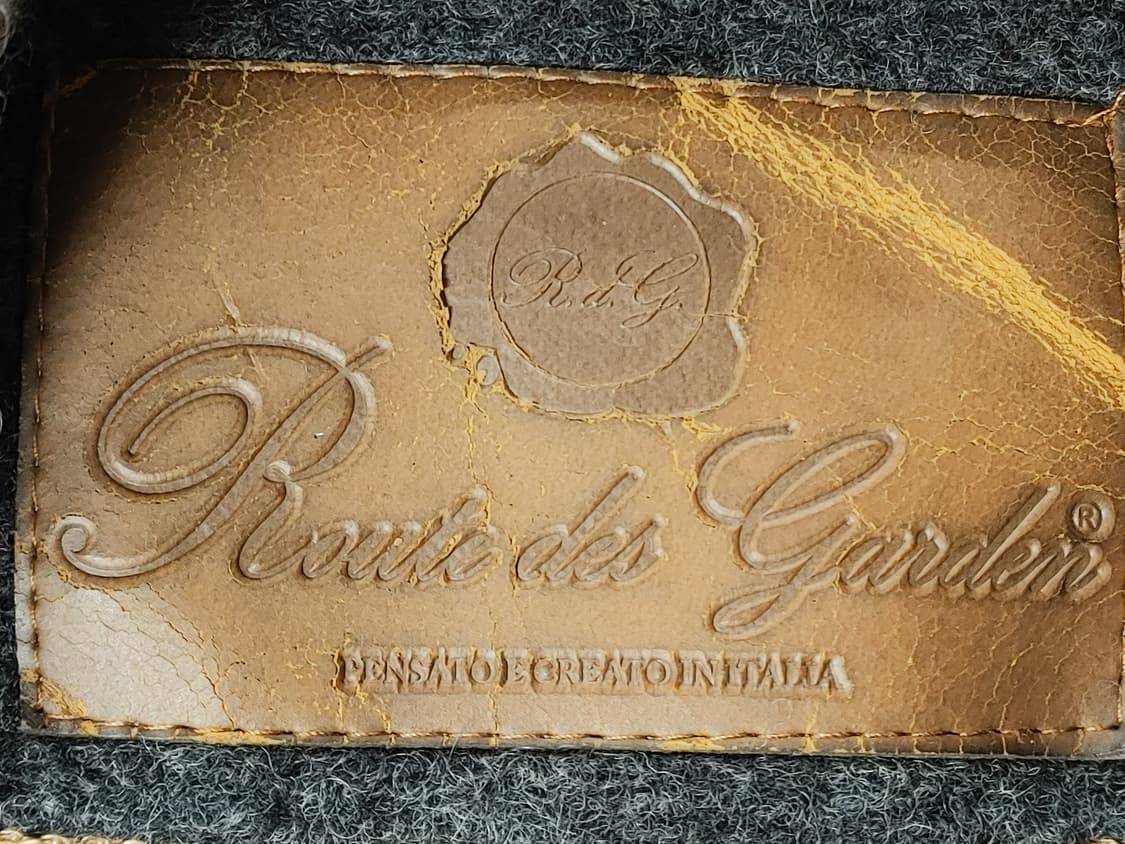 R.d.G.
Route des Garden®
PENSATO E CREATO IN ITALIA